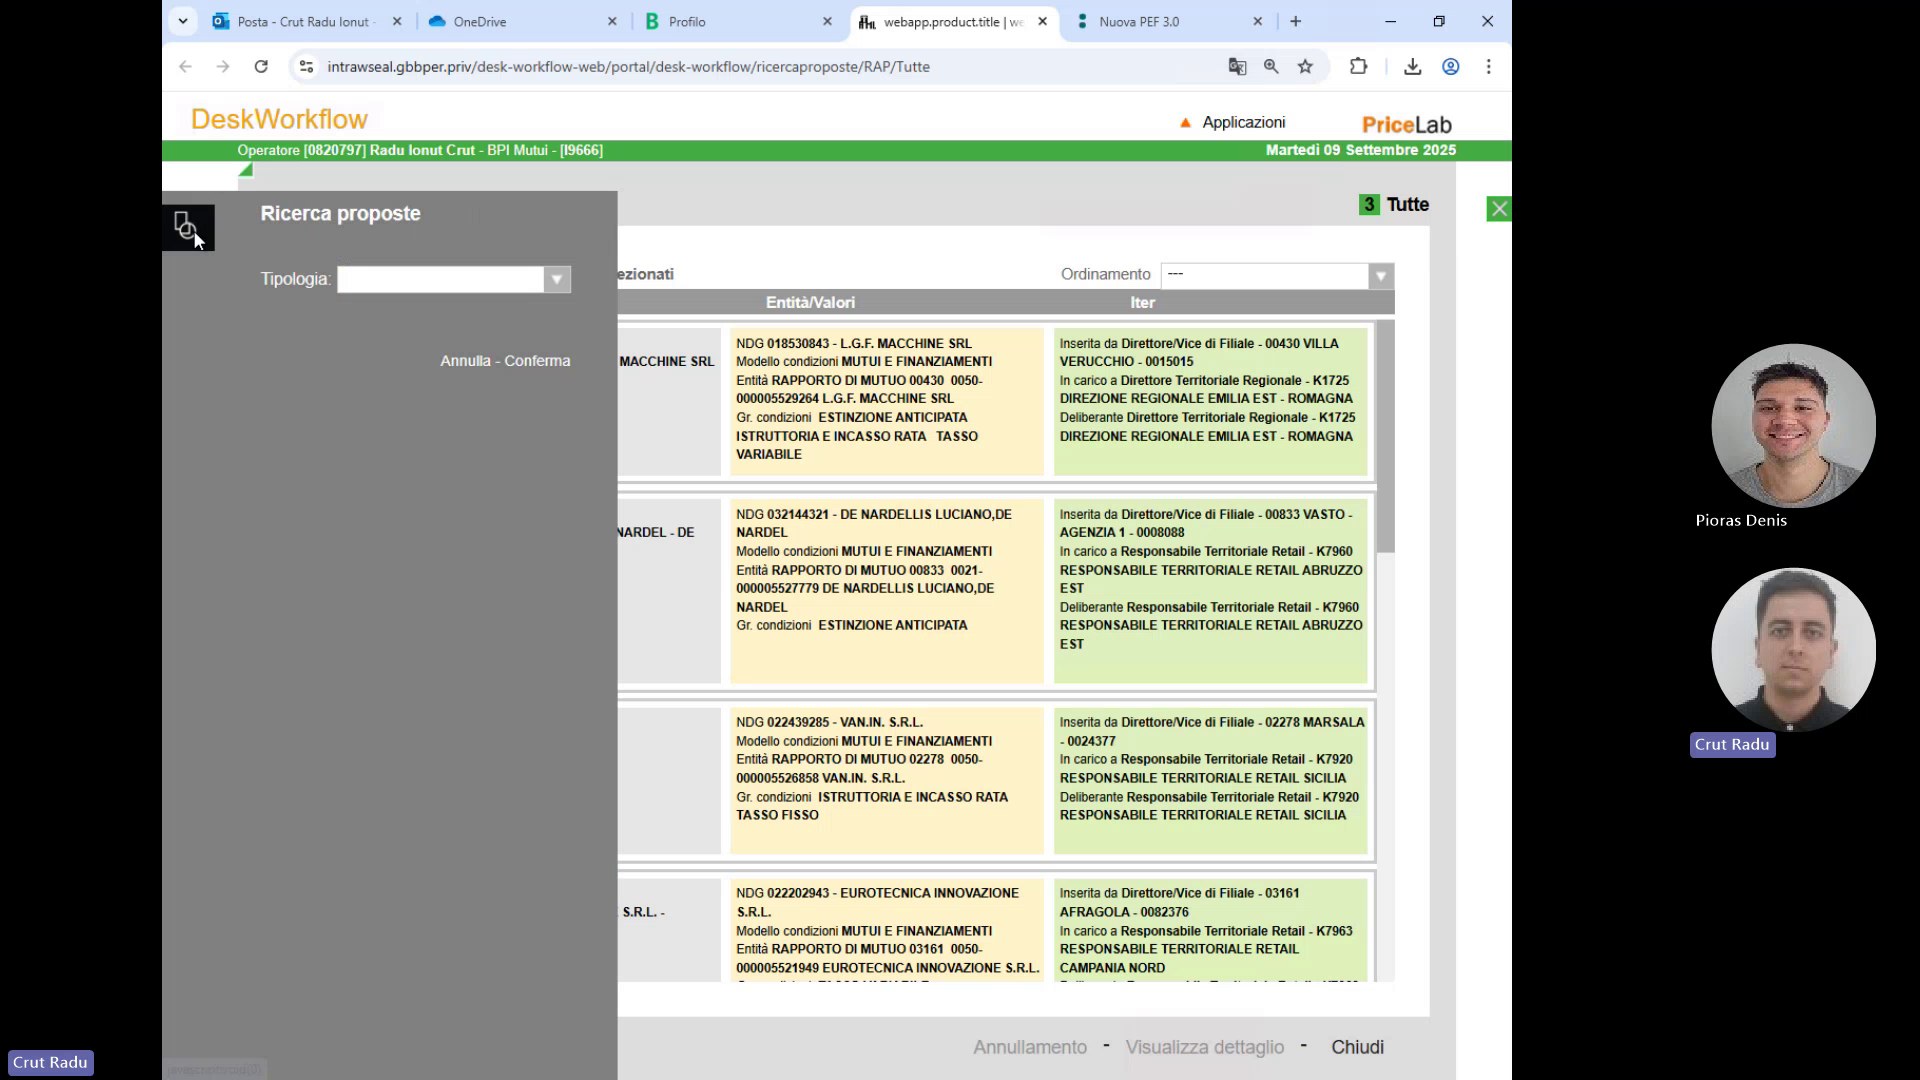 Posta - Crut Radu Ionut
OneDrive
Profilo
webapp.product.title | we
Nuova PEF 3.0
intrawseal.gbbper.priv/desk-workflow-web/portal/desk-workflow/ricercaproposte/RAP/Tutte
DeskWorkflow
Applicazioni
PriceLab
Operatore [0820797] Radu Ionut Crut - BPI Mutui - [I9666]
Martedì 09 Settembre 2025
Ricerca proposte
3 Tutte
Tipologia:
ezionati
Ordinamento ---
Entità/Valori
Iter
Annulla - Conferma
MACCHINE SRL
NDG 018530843 - L.G.F. MACCHINE SRL
Modello condizioni MUTUI E FINANZIAMENTI
Entità RAPPORTO DI MUTUO 00430 0050-
000005529264 L.G.F. MACCHINE SRL
Gr. condizioni ESTINZIONE ANTICIPATA
ISTRUTTORIA E INCASSO RATA TASSO
VARIABILE
Inserita da Direttore/Vice di Filiale - 00430 VILLA
VERUCCHIO - 0015015
In carico a Direttore Territoriale Regionale - K1725
DIREZIONE REGIONALE EMILIA EST - ROMAGNA
Deliberante Direttore Territoriale Regionale - K1725
DIREZIONE REGIONALE EMILIA EST - ROMAGNA
NARDEL - DE
NDG 032144321 - DE NARDELLIS LUCIANO,DE
NARDEL
Modello condizioni MUTUI E FINANZIAMENTI
Entità RAPPORTO DI MUTUO 00833 0021-
000005527779 DE NARDELLIS LUCIANO,DE
NARDEL
Gr. condizioni ESTINZIONE ANTICIPATA
Inserita da Direttore/Vice di Filiale - 00833 VASTO -
AGENZIA 1 - 0008088
In carico a Responsabile Territoriale Retail - K7960
RESPONSABILE TERRITORIALE RETAIL ABRUZZO
EST
Deliberante Responsabile Territoriale Retail - K7960
RESPONSABILE TERRITORIALE RETAIL ABRUZZO
EST
NDG 022439285 - VAN.IN. S.R.L.
Modello condizioni MUTUI E FINANZIAMENTI
Entità RAPPORTO DI MUTUO 02278 0050-
000005526858 VAN.IN. S.R.L.
Gr. condizioni ISTRUTTORIA E INCASSO RATA
TASSO FISSO
Inserita da Direttore/Vice di Filiale - 02278 MARSALA
- 0024377
In carico a Responsabile Territoriale Retail - K7920
RESPONSABILE TERRITORIALE RETAIL SICILIA
Deliberante Responsabile Territoriale Retail - K7920
RESPONSABILE TERRITORIALE RETAIL SICILIA
S.R.L. -
NDG 022202943 - EUROTECNICA INNOVAZIONE
S.R.L.
Modello condizioni MUTUI E FINANZIAMENTI
Entità RAPPORTO DI MUTUO 03161 0050-
000005521949 EUROTECNICA INNOVAZIONE S.R.L.
Inserita da Direttore/Vice di Filiale - 03161
AFRAGOLA - 0082376
In carico a Responsabile Territoriale Retail - K7963
RESPONSABILE TERRITORIALE RETAIL
CAMPANIA NORD
Annullamento - Visualizza dettaglio - Chiudi
Pioras Denis
Crut Radu
Crut Radu